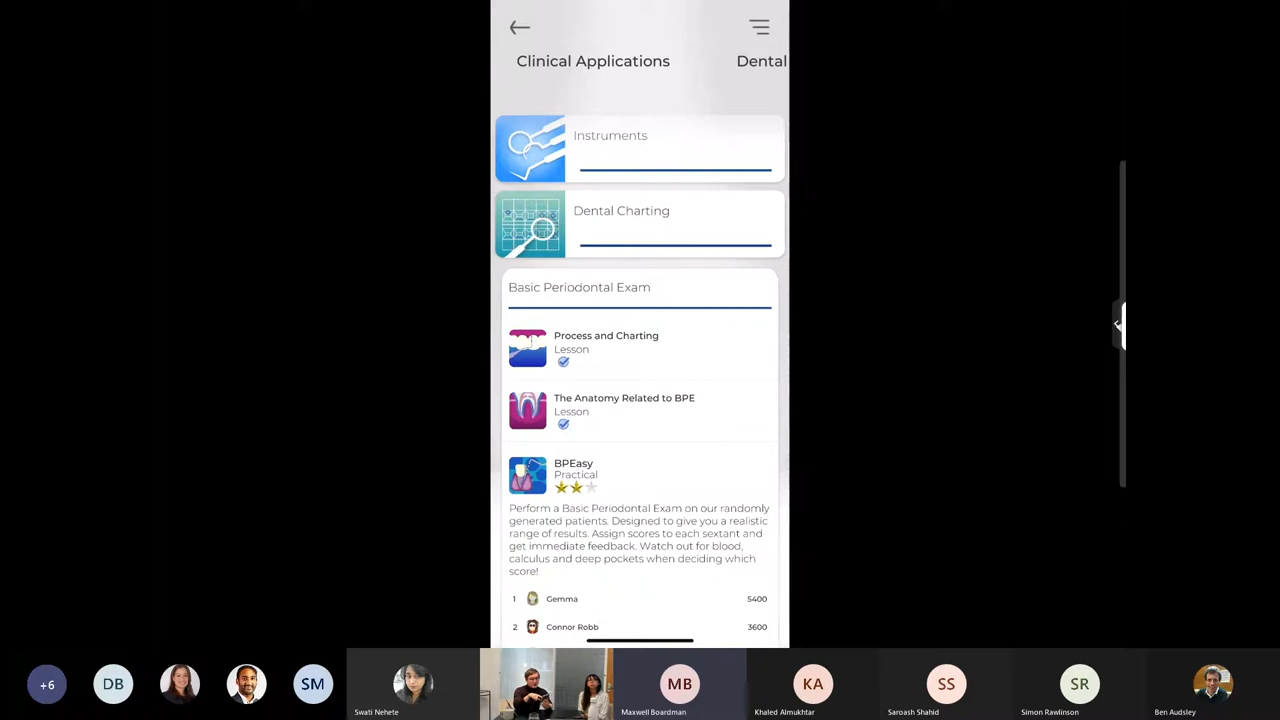 Clinical Applications
Dental
Instruments
Dental Charting
Basic Periodontal Exam
Process and Charting
Lesson
The Anatomy Related to BPE
Lesson
BPEasy
Practical
Perform a Basic Periodontal Exam on our randomly
generated patients. Designed to give you a realistic
range of results. Assign scores to each sextant and
get immediate feedback. Watch out for blood,
calculus and deep pockets when deciding which
score!
1 Gemma 5400
2 Connor Robb 3600
+6
DB
SM
MB
KA
SS
SR
Swati Nehete
Maxwell Boardman
Khaled Almukhtar
Saroash Shahid
Simon Rawlinson
Ben Audsley